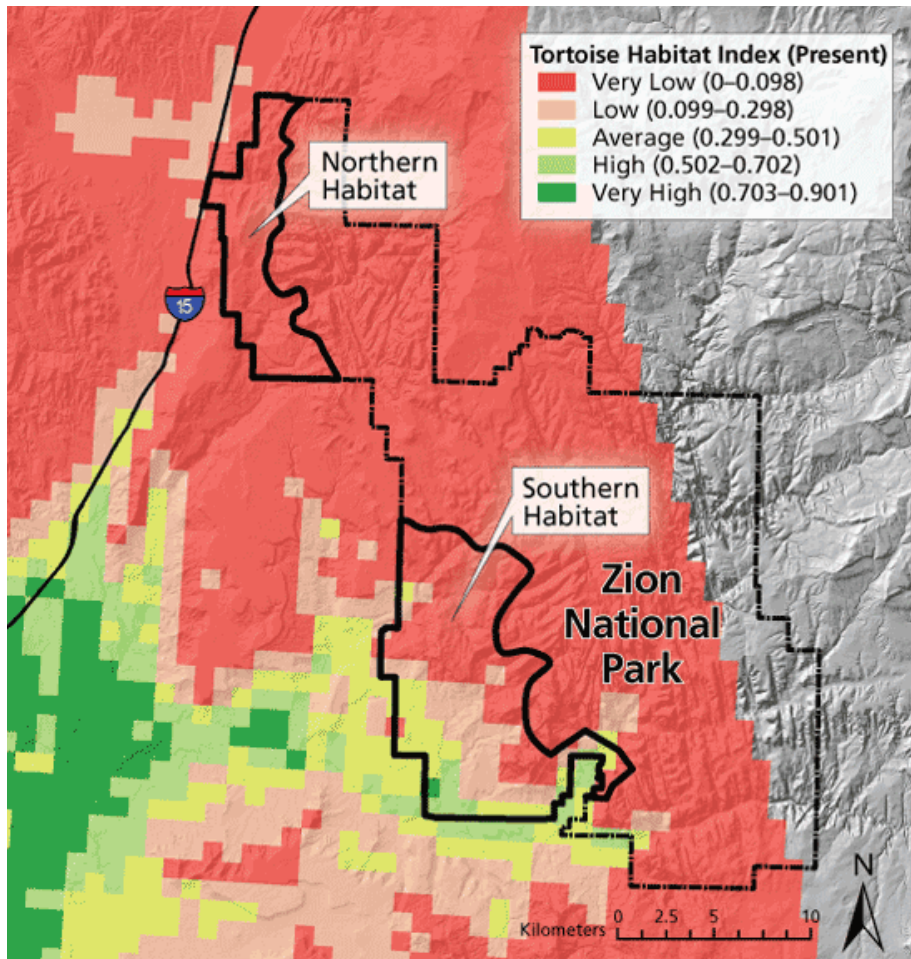 Tortoise Habitat Index (Present)
Very Low (0–0.098)
Low (0.099–0.298)
Average (0.299–0.501)
High (0.502–0.702)
Very High (0.703–0.901)
Northern
Habitat
15
Southern
Habitat
Zion
National
Park
N
0 2.5 5 10
Kilometers